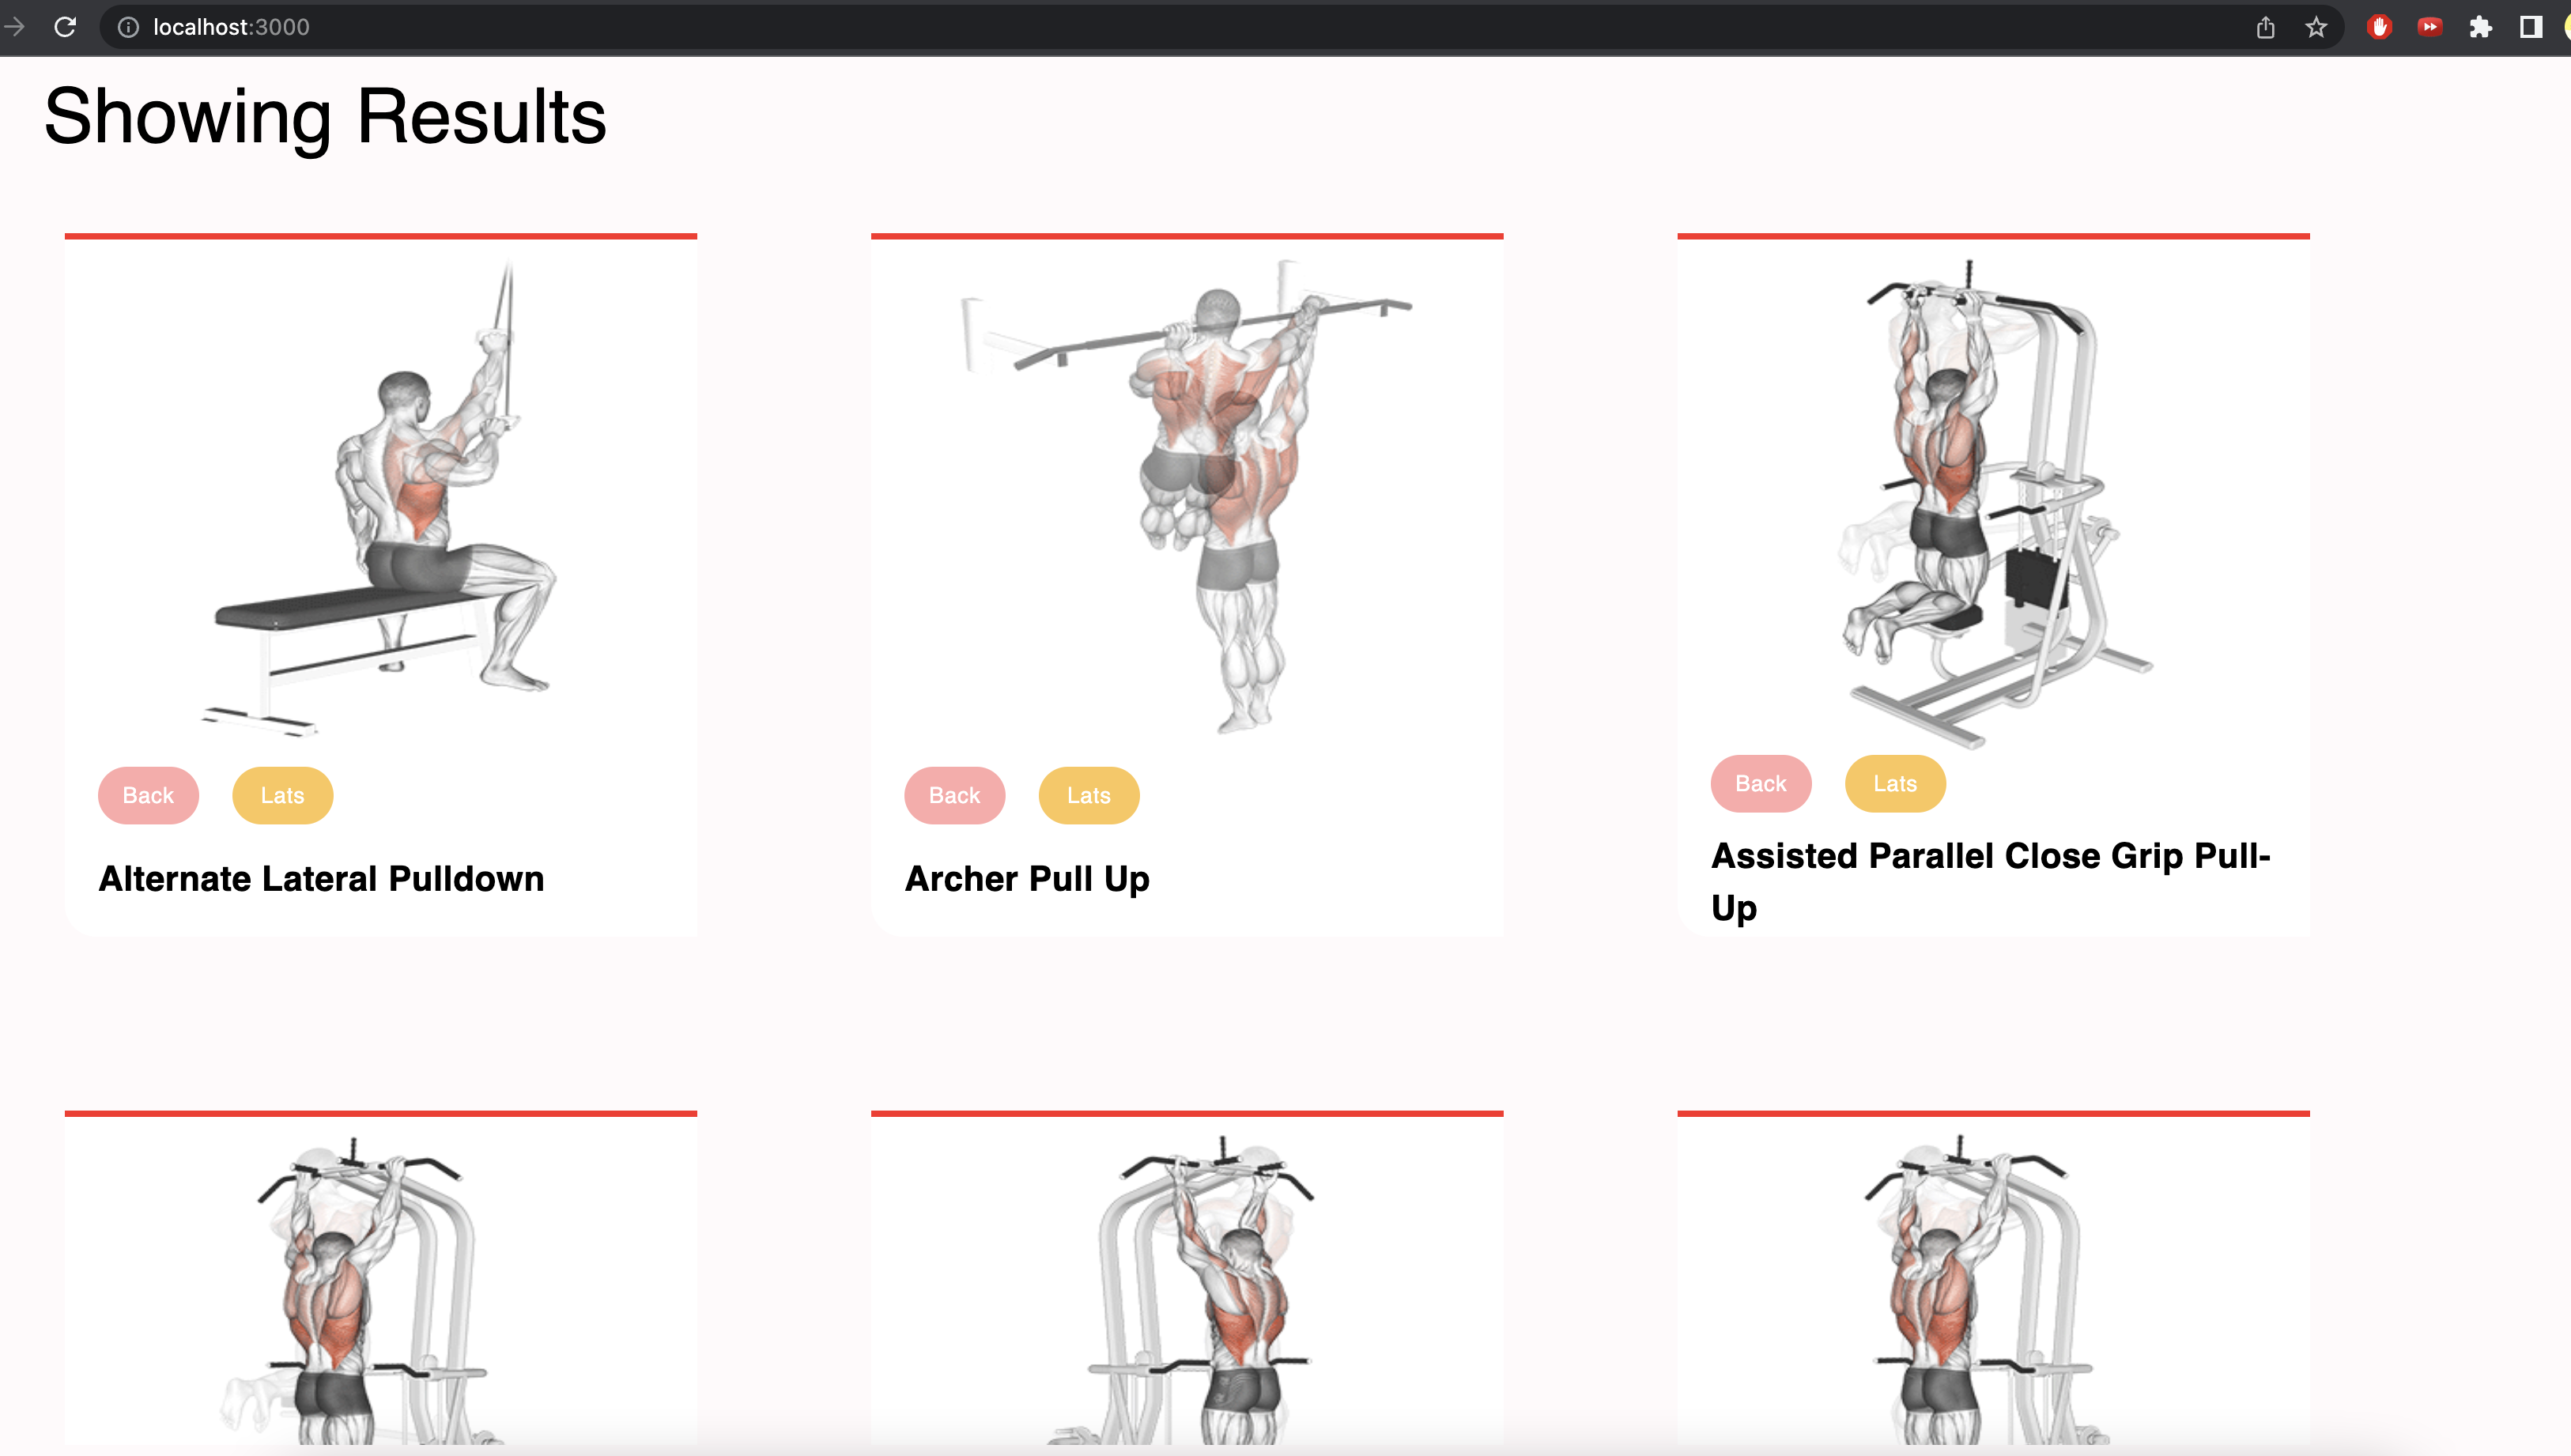 localhost:3000
Showing Results
Back Lats
Alternate Lateral Pulldown
Back Lats
Archer Pull Up
Back Lats
Assisted Parallel Close Grip Pull-
Up